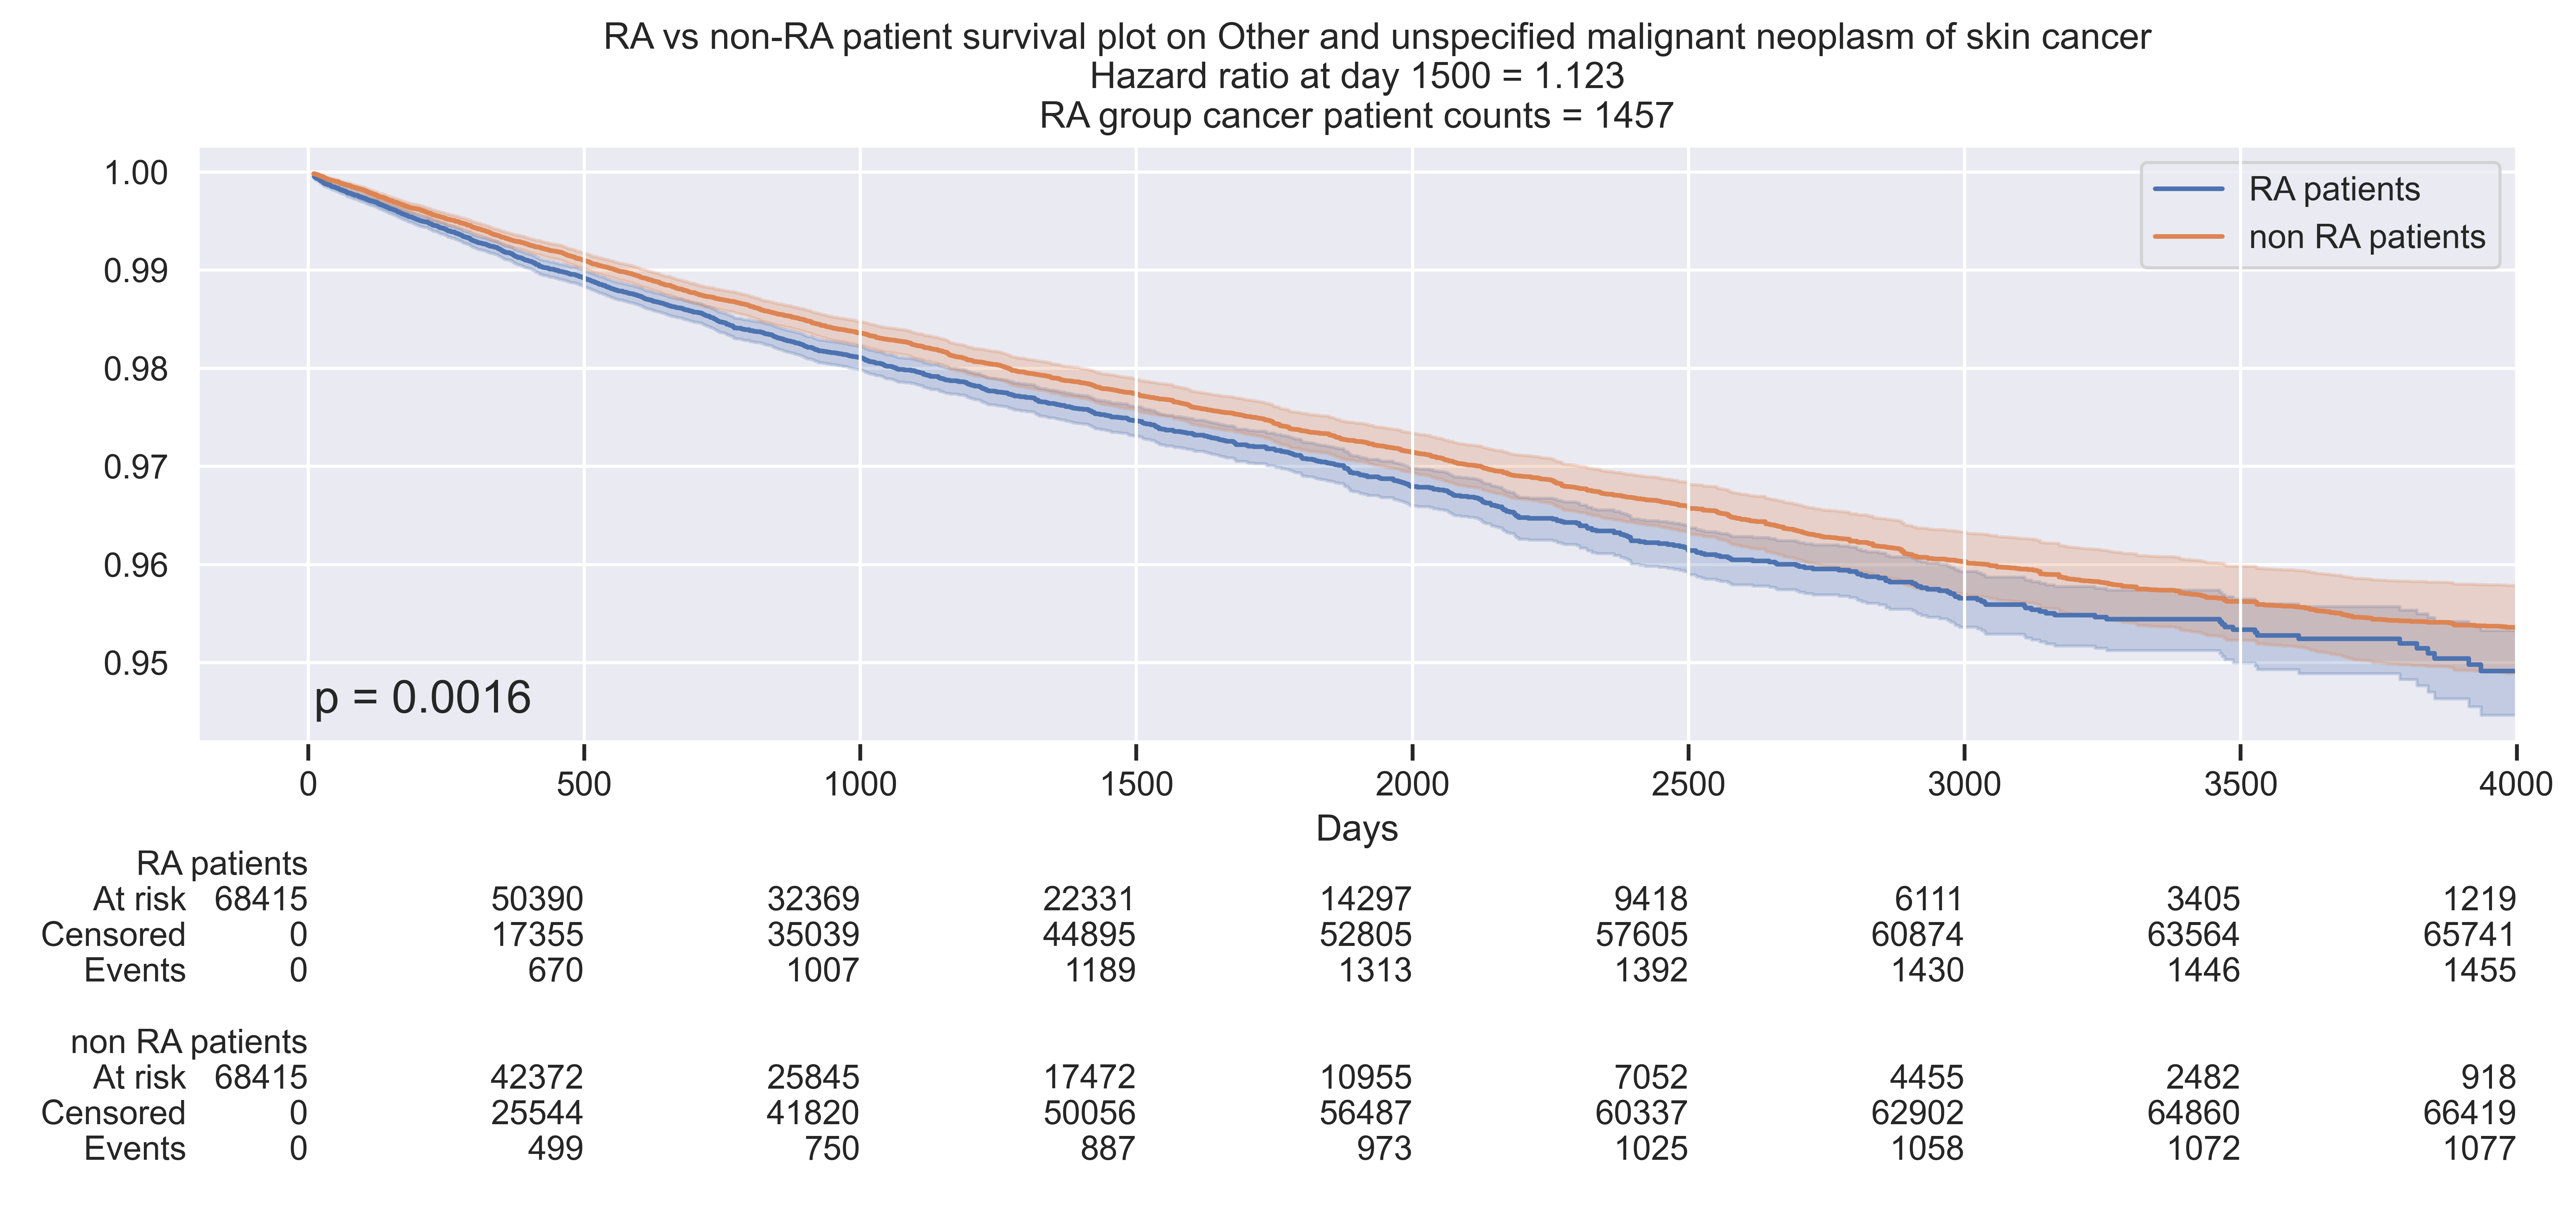 RA vs non-RA patient survival plot on Other and unspecified malignant neoplasm of skin cancer
Hazard ratio at day 1500 = 1.123
RA group cancer patient counts = 1457
1.00
0.99
0.98
0.97
0.96
0.95
RA patients
non RA patients
p = 0.0016
0 500 1000 1500 2000 2500 3000 3500 4000
Days
RA patients
At risk 68415 50390 32369 22331 14297 9418 6111 3405 1219
Censored 0 17355 35039 44895 52805 57605 60874 63564 65741
Events 0 670 1007 1189 1313 1392 1430 1446 1455
non RA patients
At risk 68415 42372 25845 17472 10955 7052 4455 2482 918
Censored 0 25544 41820 50056 56487 60337 62902 64860 66419
Events 0 499 750 887 973 1025 1058 1072 1077